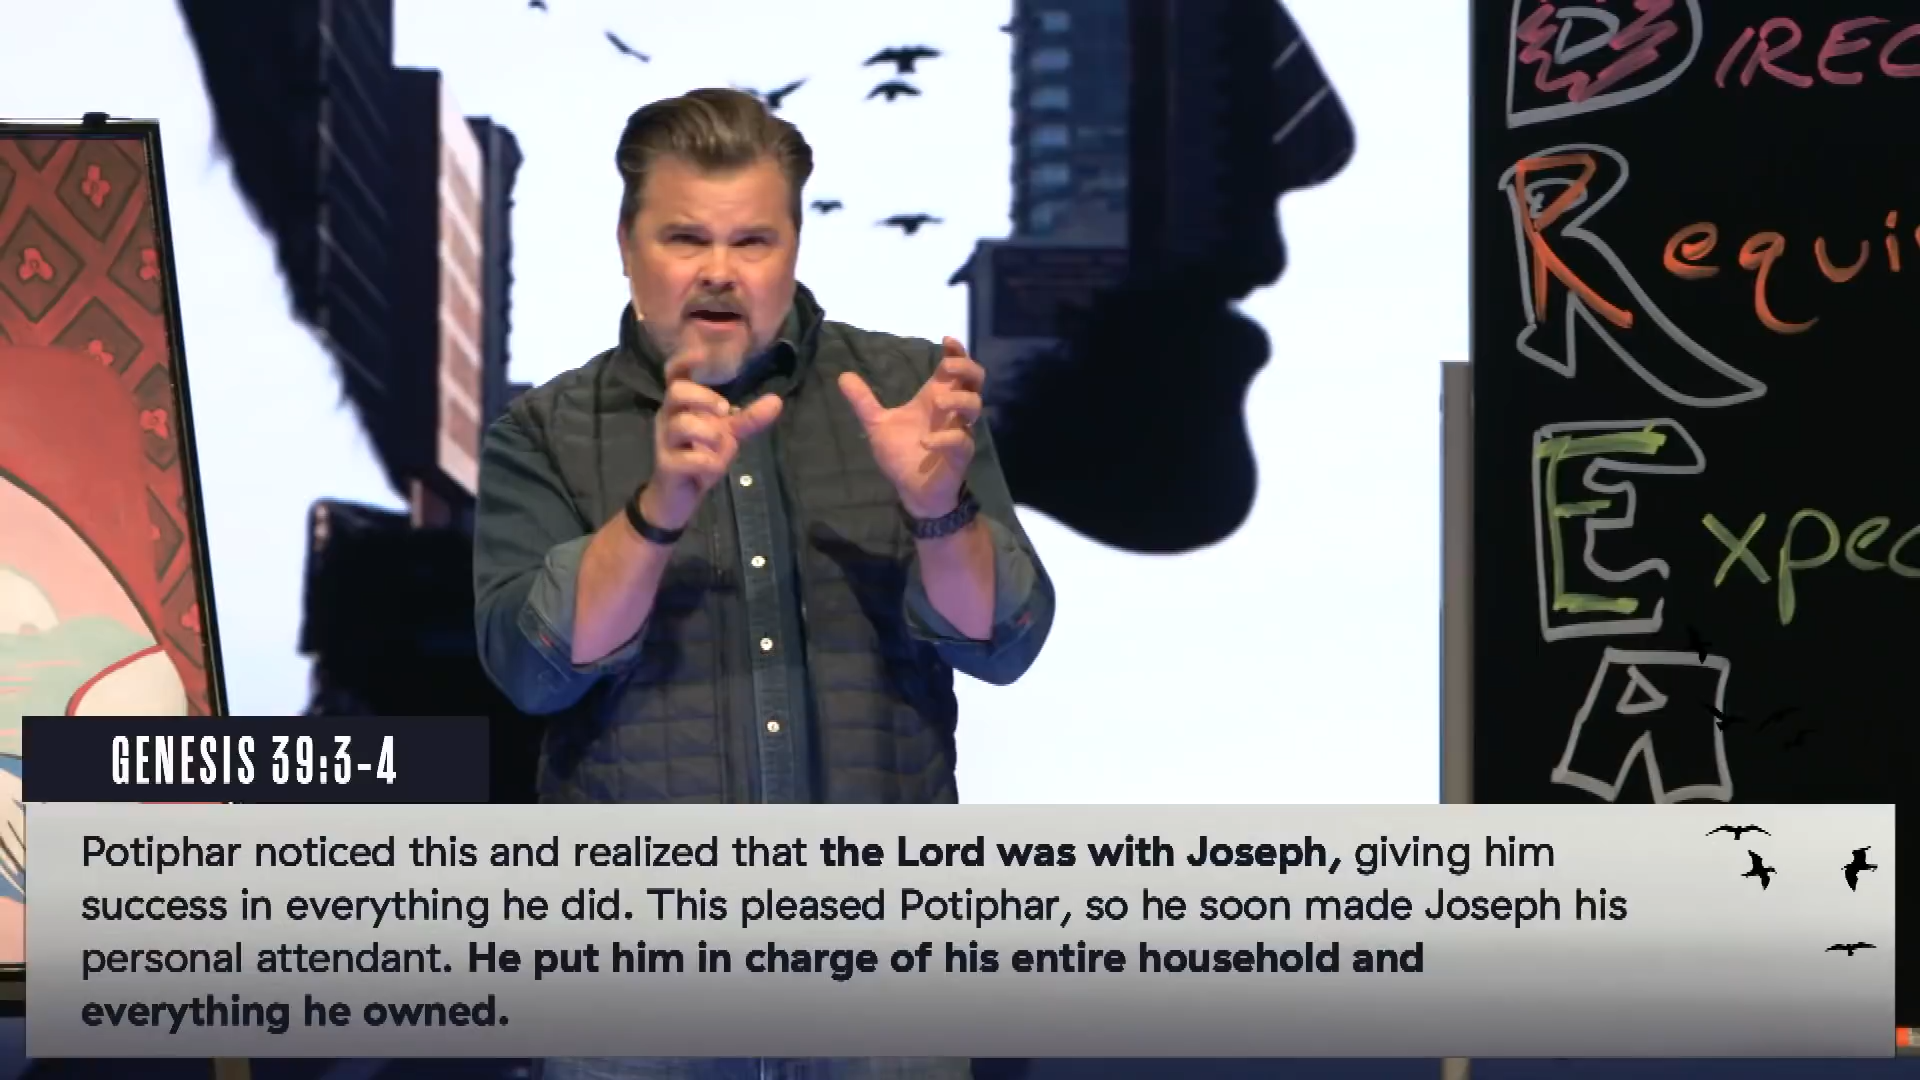 D IREC
R Requi
E Expec
A
GENESIS 39:3-4
Potiphar noticed this and realized that the Lord was with Joseph, giving him
success in everything he did. This pleased Potiphar, so he soon made Joseph his
personal attendant. He put him in charge of his entire household and
everything he owned.